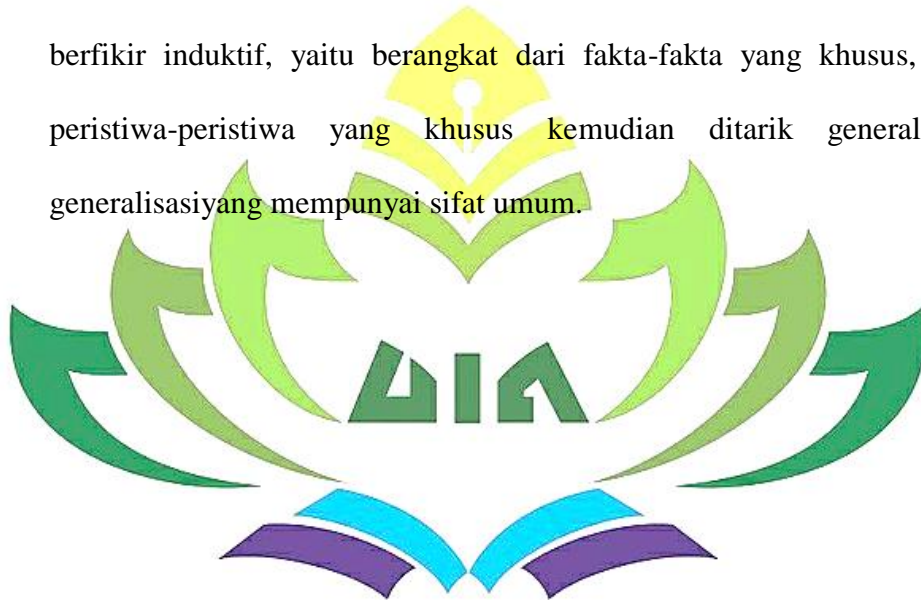 berfikir induktif, yaitu berangkat dari fakta-fakta yang khusus,
peristiwa-peristiwa yang khusus kemudian ditarik general
generalisasiyang mempunyai sifat umum.
UIN